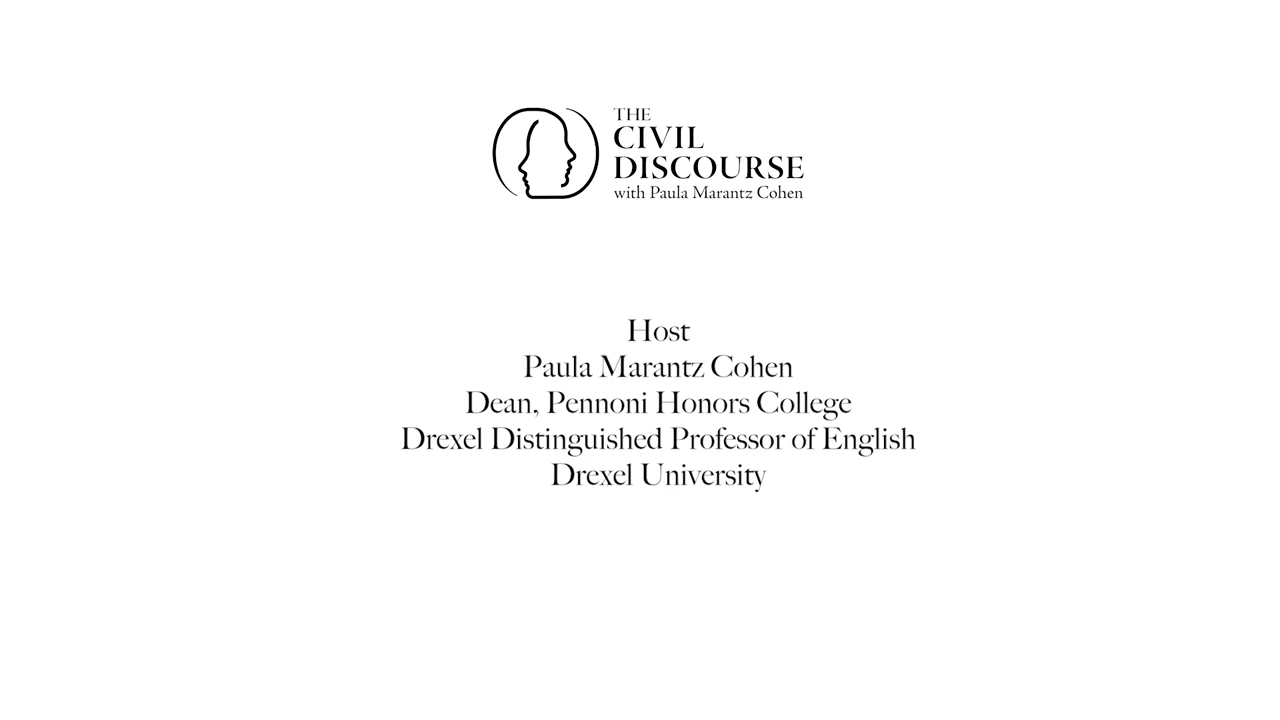 THE
CIVIL
DISCOURSE
with Paula Marantz Cohen
Host
Paula Marantz Cohen
Dean, Pennoni Honors College
Drexel Distinguished Professor of English
Drexel University